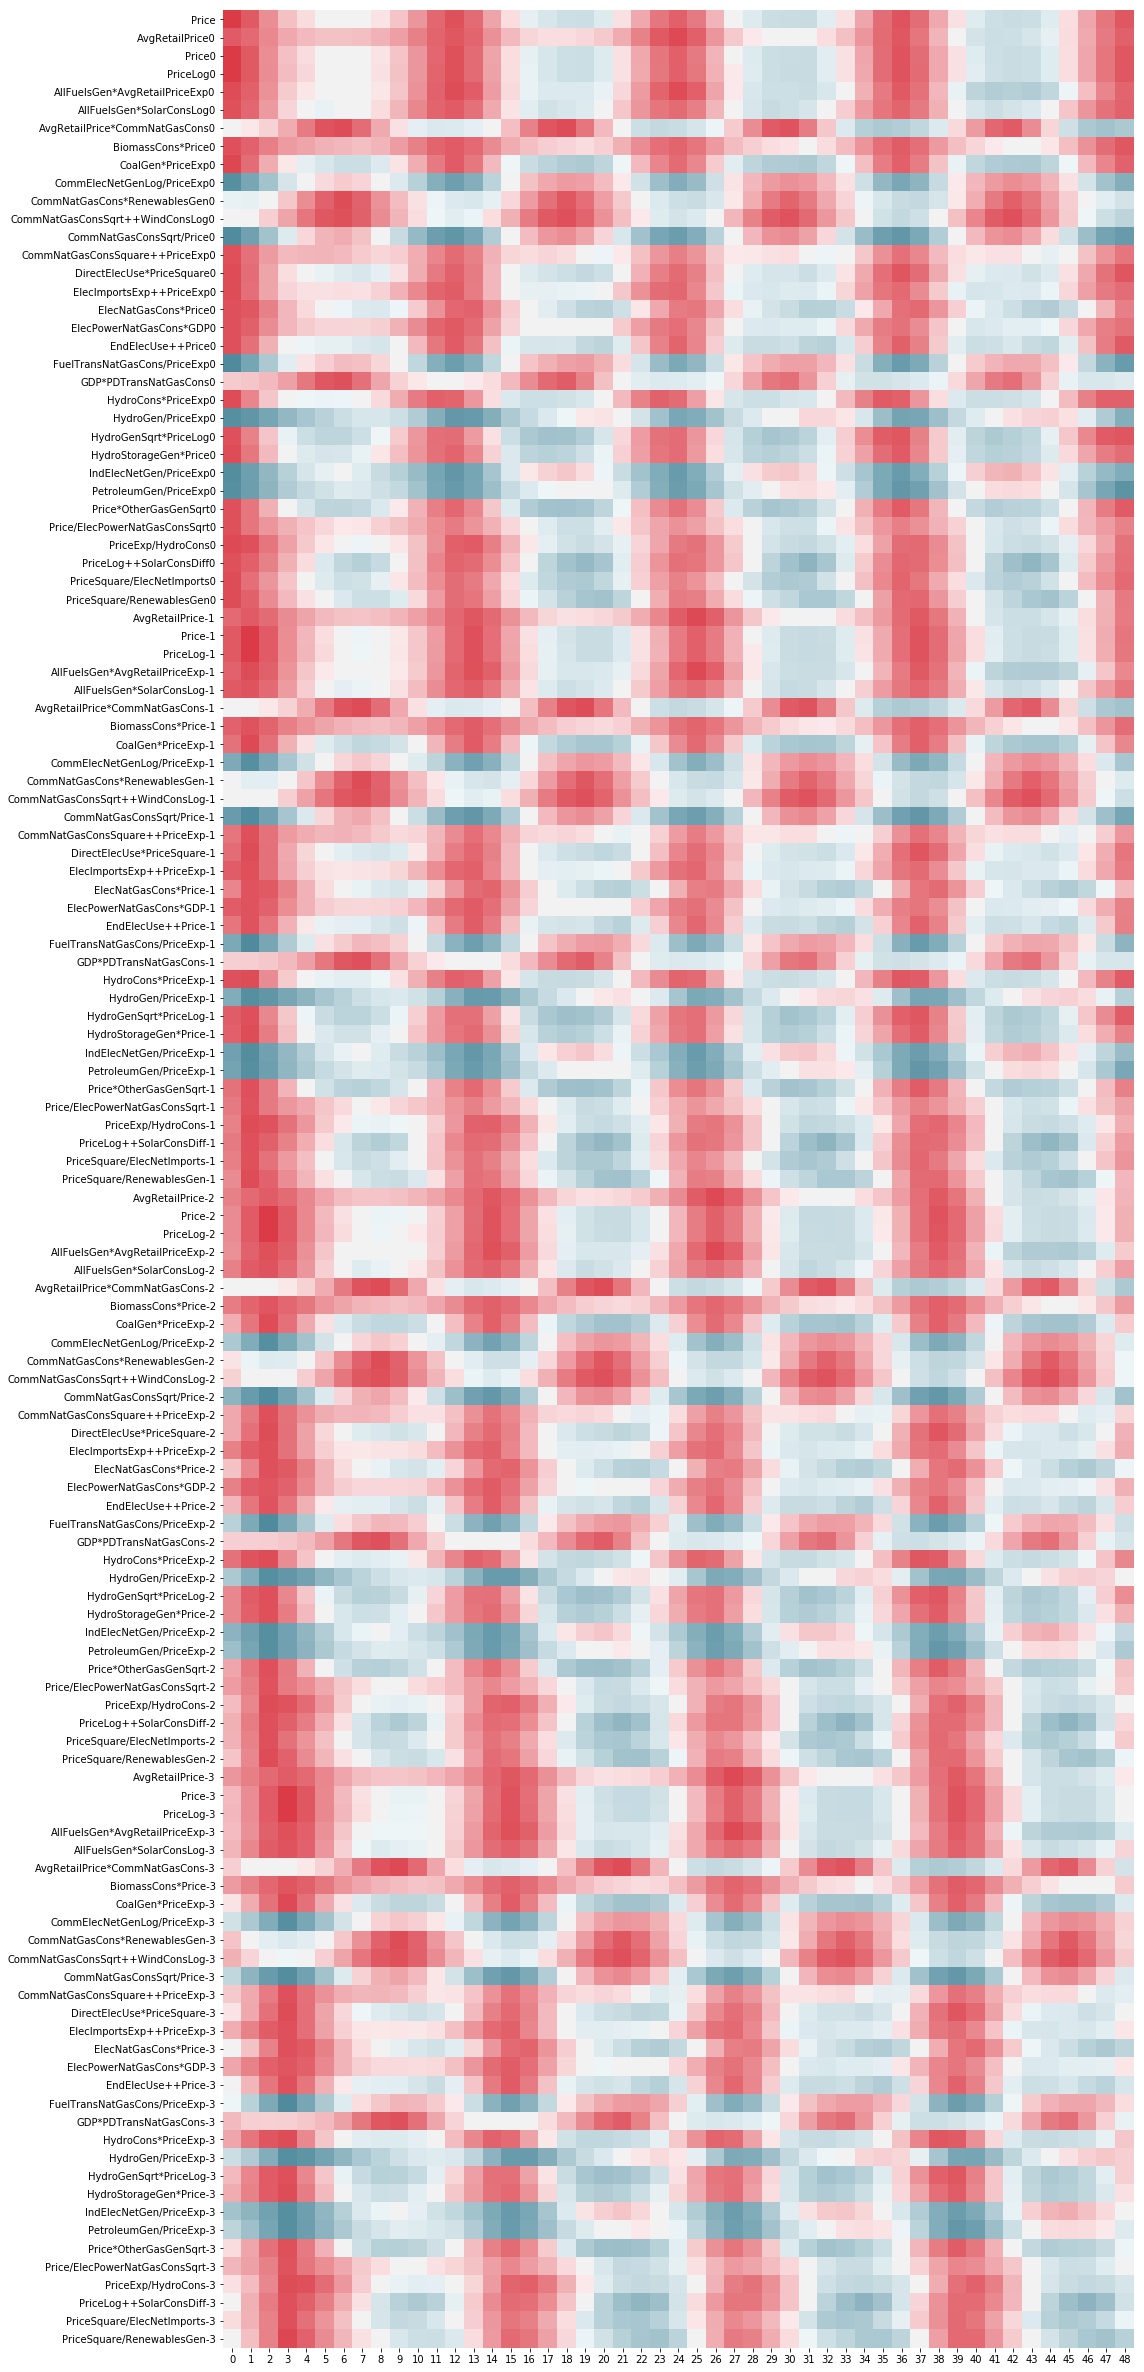 Price
AvgRetailPrice0
Price0
PriceLog0
AllFuelsGen*AvgRetailPriceExp0
AllFuelsGen*SolarConsLog0
AvgRetailPrice*CommNatGasCons0
BiomassCons*Price0
CoalGen*PriceExp0
CommElecNetGenLog/PriceExp0
CommNatGasCons*RenewablesGen0
CommNatGasConsSqrt++WindConsLog0
CommNatGasConsSqrt/Price0
CommNatGasConsSquare++PriceExp0
DirectElecUse*PriceSquare0
ElecImportsExp++PriceExp0
ElecNatGasCons*Price0
ElecPowerNatGasCons*GDP0
EndElecUse++Price0
FuelTransNatGasCons/PriceExp0
GDP*PDTransNatGasCons0
HydroCons*PriceExp0
HydroGen/PriceExp0
HydroGenSqrt*PriceLog0
HydroStorageGen*Price0
IndElecNetGen/PriceExp0
PetroleumGen/PriceExp0
Price*OtherGasGenSqrt0
Price/ElecPowerNatGasConsSqrt0
PriceExp/HydroCons0
PriceLog++SolarConsDiff0
PriceSquare/ElecNetImports0
PriceSquare/RenewablesGen0
AvgRetailPrice-1
Price-1
PriceLog-1
AllFuelsGen*AvgRetailPriceExp-1
AllFuelsGen*SolarConsLog-1
AvgRetailPrice*CommNatGasCons-1
BiomassCons*Price-1
CoalGen*PriceExp-1
CommElecNetGenLog/PriceExp-1
CommNatGasCons*RenewablesGen-1
CommNatGasConsSqrt++WindConsLog-1
CommNatGasConsSqrt/Price-1
CommNatGasConsSquare++PriceExp-1
DirectElecUse*PriceSquare-1
ElecImportsExp++PriceExp-1
ElecNatGasCons*Price-1
ElecPowerNatGasCons*GDP-1
EndElecUse++Price-1
FuelTransNatGasCons/PriceExp-1
GDP*PDTransNatGasCons-1
HydroCons*PriceExp-1
HydroGen/PriceExp-1
HydroGenSqrt*PriceLog-1
HydroStorageGen*Price-1
IndElecNetGen/PriceExp-1
PetroleumGen/PriceExp-1
Price*OtherGasGenSqrt-1
Price/ElecPowerNatGasConsSqrt-1
PriceExp/HydroCons-1
PriceLog++SolarConsDiff-1
PriceSquare/ElecNetImports-1
PriceSquare/RenewablesGen-1
AvgRetailPrice-2
Price-2
PriceLog-2
AllFuelsGen*AvgRetailPriceExp-2
AllFuelsGen*SolarConsLog-2
AvgRetailPrice*CommNatGasCons-2
BiomassCons*Price-2
CoalGen*PriceExp-2
CommElecNetGenLog/PriceExp-2
CommNatGasCons*RenewablesGen-2
CommNatGasConsSqrt++WindConsLog-2
CommNatGasConsSqrt/Price-2
CommNatGasConsSquare++PriceExp-2
DirectElecUse*PriceSquare-2
ElecImportsExp++PriceExp-2
ElecNatGasCons*Price-2
ElecPowerNatGasCons*GDP-2
EndElecUse++Price-2
FuelTransNatGasCons/PriceExp-2
GDP*PDTransNatGasCons-2
HydroCons*PriceExp-2
HydroGen/PriceExp-2
HydroGenSqrt*PriceLog-2
HydroStorageGen*Price-2
IndElecNetGen/PriceExp-2
PetroleumGen/PriceExp-2
Price*OtherGasGenSqrt-2
Price/ElecPowerNatGasConsSqrt-2
PriceExp/HydroCons-2
PriceLog++SolarConsDiff-2
PriceSquare/ElecNetImports-2
PriceSquare/RenewablesGen-2
AvgRetailPrice-3
Price-3
PriceLog-3
AllFuelsGen*AvgRetailPriceExp-3
AllFuelsGen*SolarConsLog-3
AvgRetailPrice*CommNatGasCons-3
BiomassCons*Price-3
CoalGen*PriceExp-3
CommElecNetGenLog/PriceExp-3
CommNatGasCons*RenewablesGen-3
CommNatGasConsSqrt++WindConsLog-3
CommNatGasConsSqrt/Price-3
CommNatGasConsSquare++PriceExp-3
DirectElecUse*PriceSquare-3
ElecImportsExp++PriceExp-3
ElecNatGasCons*Price-3
ElecPowerNatGasCons*GDP-3
EndElecUse++Price-3
FuelTransNatGasCons/PriceExp-3
GDP*PDTransNatGasCons-3
HydroCons*PriceExp-3
HydroGen/PriceExp-3
HydroGenSqrt*PriceLog-3
HydroStorageGen*Price-3
IndElecNetGen/PriceExp-3
PetroleumGen/PriceExp-3
Price*OtherGasGenSqrt-3
Price/ElecPowerNatGasConsSqrt-3
PriceExp/HydroCons-3
PriceLog++SolarConsDiff-3
PriceSquare/ElecNetImports-3
PriceSquare/RenewablesGen-3
0 1 2 3 4 5 6 7 8 9 10 11 12 13 14 15 16 17 18 19 20 21 22 23 24 25 26 27 28 29 30 31 32 33 34 35 36 37 38 39 40 41 42 43 44 45 46 47 48